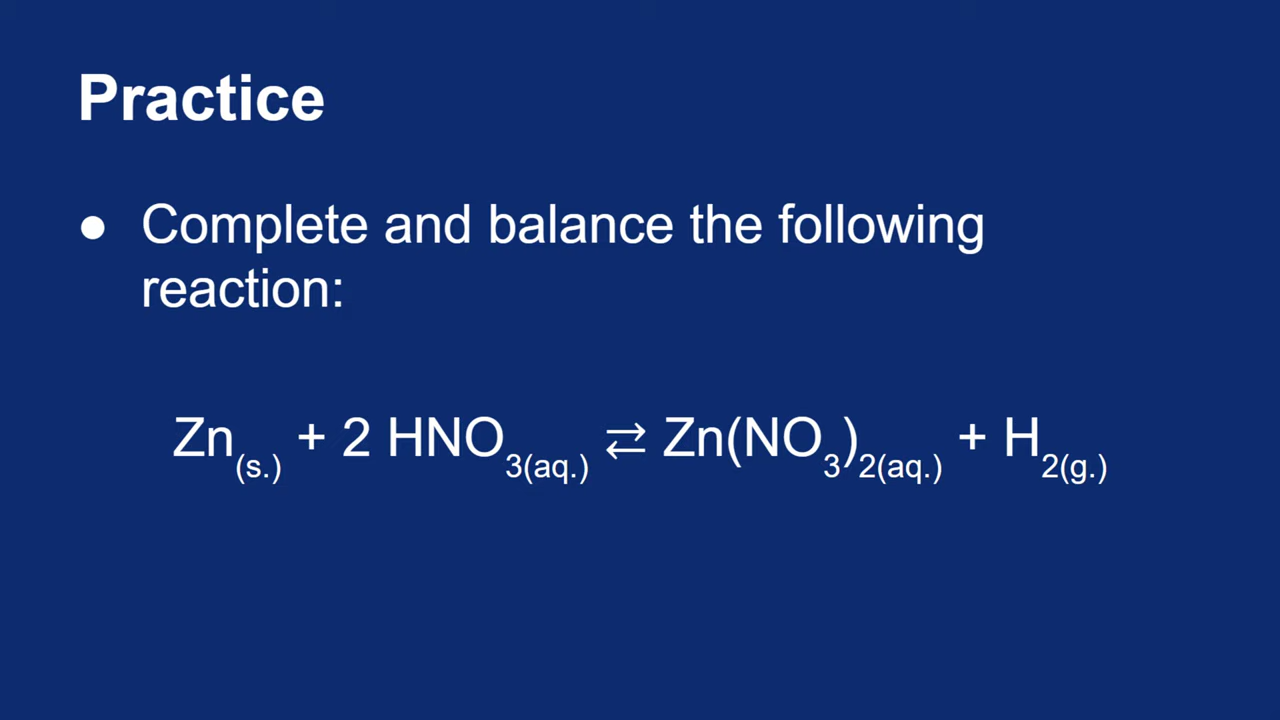 Practice
● Complete and balance the following
reaction:
Zn(s.) + 2 HNO3(aq.) ⇄ Zn(NO3)2(aq.) + H2(g.)